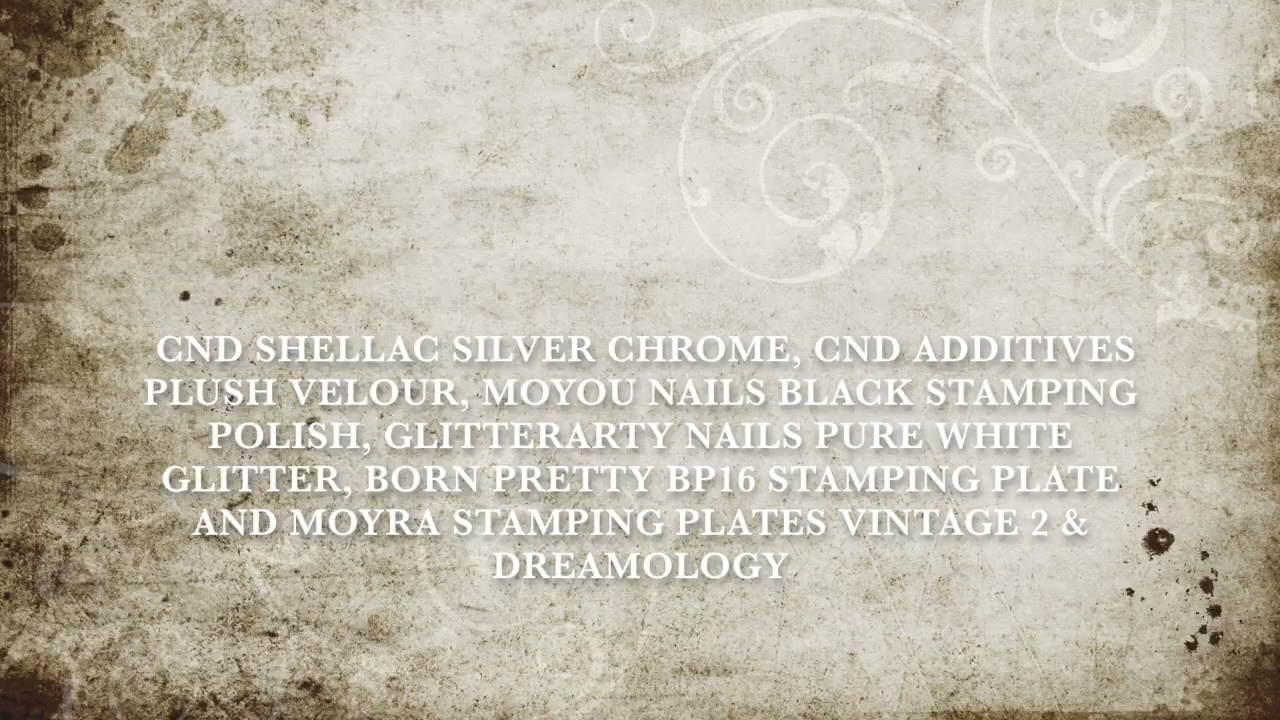 CND SHELLAC SILVER CHROME, CND ADDITIVES
PLUSH VELOUR, MOYOU NAILS BLACK STAMPING
POLISH, GLITTERARTY NAILS PURE WHITE
GLITTER, BORN PRETTY BP16 STAMPING PLATE
AND MOYRA STAMPING PLATES VINTAGE 2 &
DREAMOLOGY